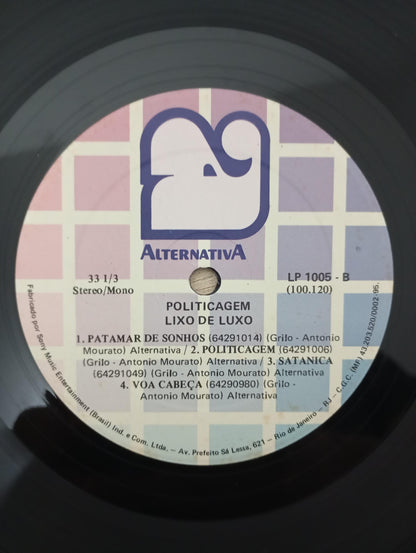 ALTERNATIVA
33 1/3
Stereo/Mono
LP 1005 - B
(100.120)
POLITICAGEM
LIXO DE LUXO
1. PATAMAR DE SONHOS (64291014) (Grilo - Antonio
Mourato) Alternativa / 2. POLITICAGEM (64291006)
(Grilo - Antonio Mourato) Alternativa / 3. SATANICA
(64291049) (Grilo - Antonio Mourato) Alternativa
4. VOA CABEÇA (64290980) (Grilo -
Antonio Mourato) Alternativa
Fabricado por Sony Music Entertainment (Brasil) Ind. e Com. Ltda. - Av. Prefeito Sá Lessa, 621 - Rio de Janeiro - RJ - C.G.C. (MF) 43.203.520/0002-95.